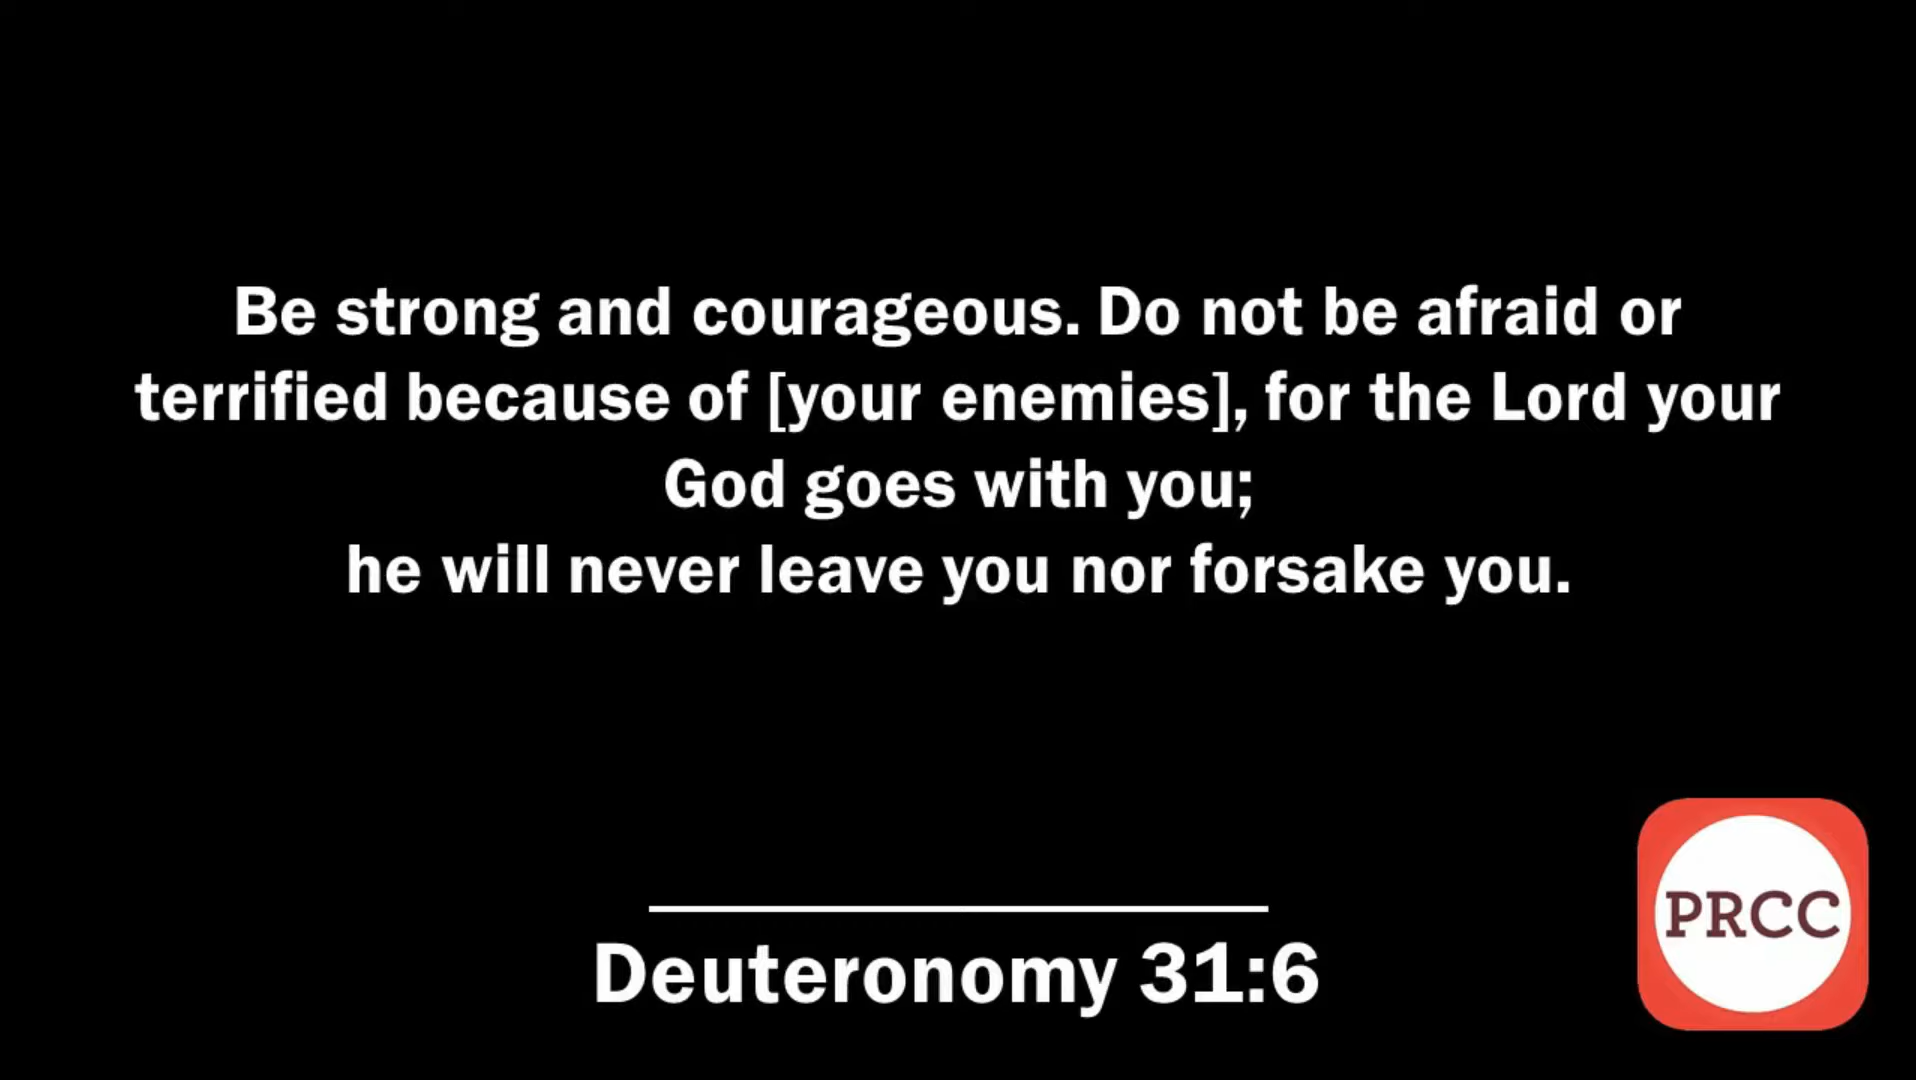 Be strong and courageous. Do not be afraid or
terrified because of [your enemies], for the Lord your
God goes with you;
he will never leave you nor forsake you.
Deuteronomy 31:6
PRCC